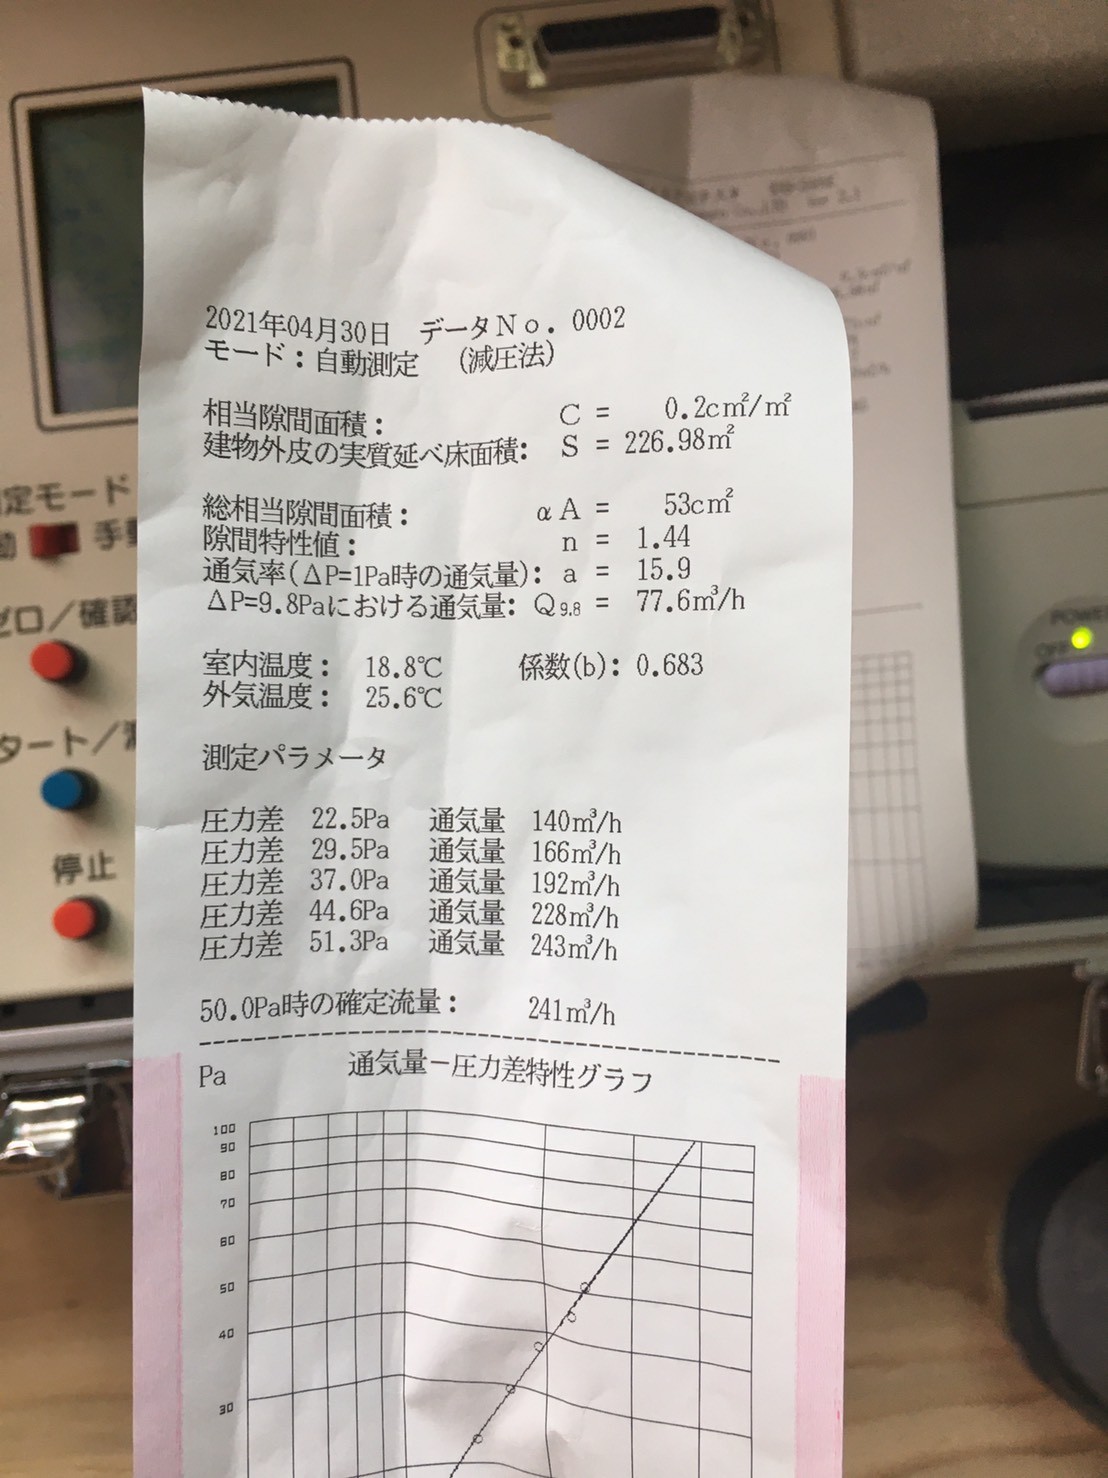 2021年04月30日 データNo. 0002
モード:自動測定 (減圧法)
相当隙間面積: C = 0.2c㎡/㎡
建物外皮の実質延べ床面積: S = 226.98㎡
総相当隙間面積: αA = 53c㎡
隙間特性値: n = 1.44
通気率(ΔP=1Pa時の通気量): a = 15.9
ΔP=9.8Paにおける通気量: Q9.8 = 77.6m³/h
室内温度: 18.8℃ 係数(b): 0.683
外気温度: 25.6℃
測定パラメータ
圧力差 22.5Pa 通気量 140m³/h
圧力差 29.5Pa 通気量 166m³/h
圧力差 37.0Pa 通気量 192m³/h
圧力差 44.6Pa 通気量 228m³/h
圧力差 51.3Pa 通気量 243m³/h
50.0Pa時の確定流量: 241m³/h
Pa 通気量-圧力差特性グラフ
100
90
80
70
60
50
40
30
定モード
手動
ゼロ/確認
タート/
停止
POWER
OFF